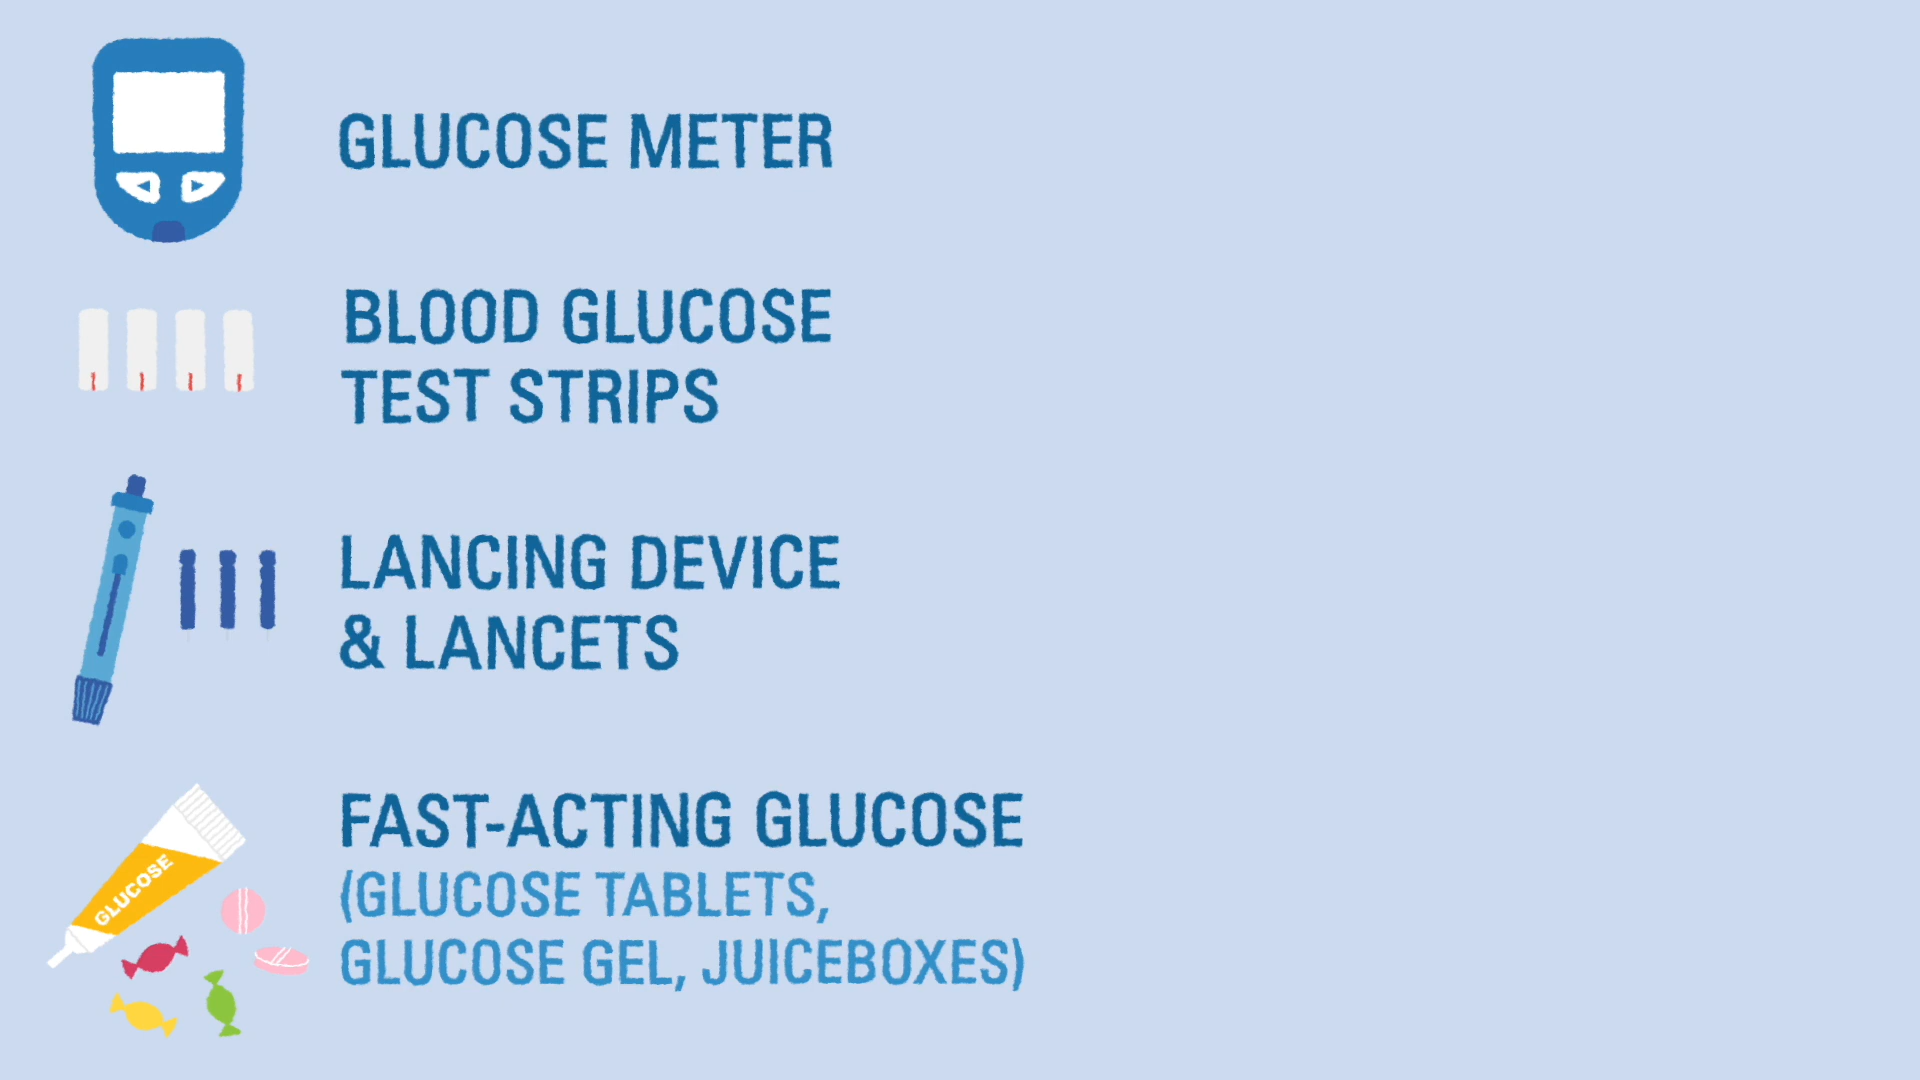 GLUCOSE METER
BLOOD GLUCOSE
TEST STRIPS
LANCING DEVICE
& LANCETS
FAST-ACTING GLUCOSE
GLUCOSE
(GLUCOSE TABLETS,
GLUCOSE GEL, JUICEBOXES)